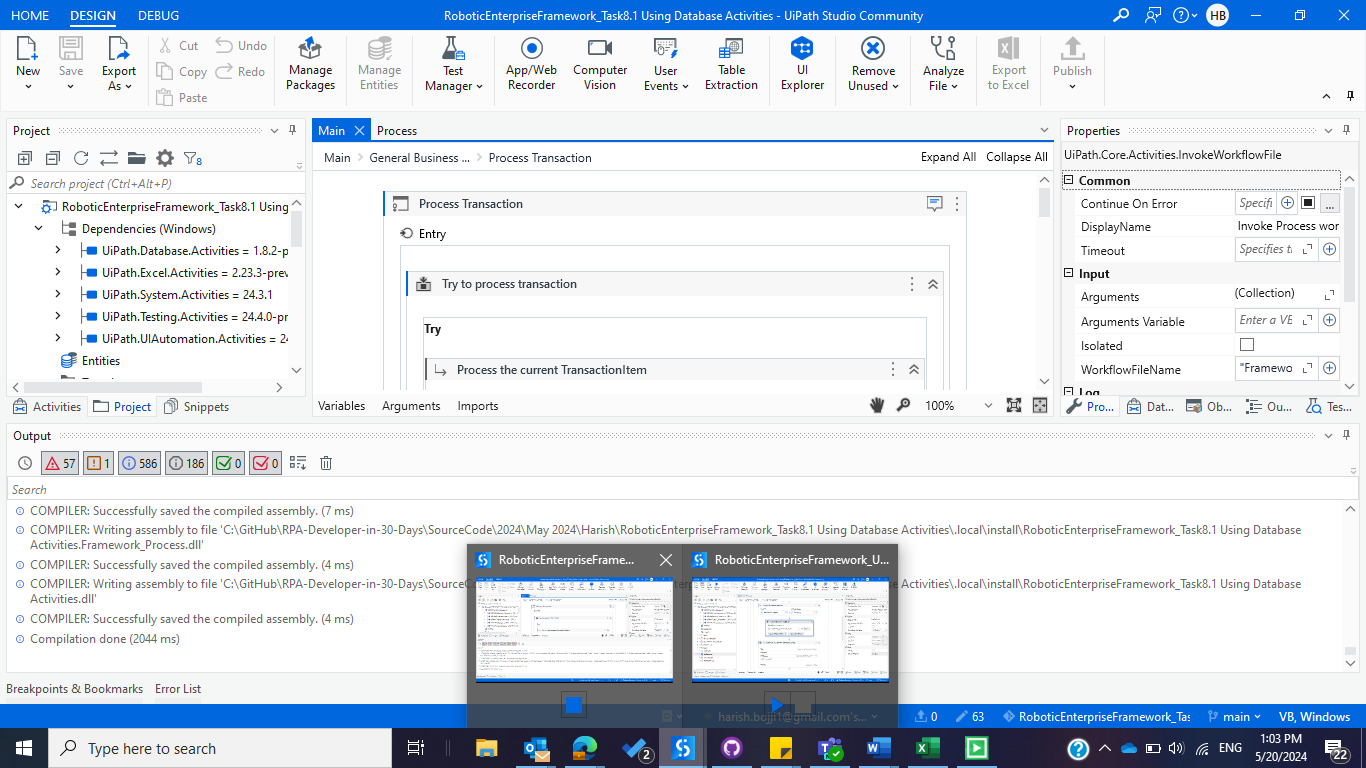 HOME DESIGN DEBUG RoboticEnterpriseFramework_Task8.1 Using Database Activities - UiPath Studio Community HB
New Save Export As Cut Copy Paste Undo Redo Manage Packages Manage Entities Test Manager App/Web Recorder Computer Vision User Events Table Extraction UI Explorer Remove Unused Analyze File Export to Excel Publish
Project
Search project (Ctrl+Alt+P)
RoboticEnterpriseFramework_Task8.1 Using
Dependencies (Windows)
UiPath.Database.Activities = 1.8.2-p
UiPath.Excel.Activities = 2.23.3-prev
UiPath.System.Activities = 24.3.1
UiPath.Testing.Activities = 24.4.0-pr
UiPath.UIAutomation.Activities = 24
Entities
Activities Project Snippets
Main Process
Main General Business ... Process Transaction Expand All Collapse All
Process Transaction
Entry
Try to process transaction
Try
Process the current TransactionItem
Variables Arguments Imports 100%
Properties
UiPath.Core.Activities.InvokeWorkflowFile
Common
Continue On Error Specifi ...
DisplayName Invoke Process wor
Timeout Specifies ti
Input
Arguments (Collection)
Arguments Variable Enter a VB
Isolated
WorkflowFileName "Framewo
Log
Pro... Dat... Ob... Ou... Tes...
Output
57 1 586 186 0 0
Search
COMPILER: Successfully saved the compiled assembly. (7 ms)
COMPILER: Writing assembly to file 'C:\GitHub\RPA-Developer-in-30-Days\SourceCode\2024\May 2024\Harish\RoboticEnterpriseFramework_Task8.1 Using Database Activities\.local\install\RoboticEnterpriseFramework_Task8.1 Using Database
Activities.Framework_Process.dll'
COMPILER: Successfully saved the compiled assembly. (4 ms)
COMPILER: Writing assembly to file 'C:\GitHub\RPA-Developer-in-30-Days\SourceCod Activities\.local\install\RoboticEnterpriseFramework_Task8.1 Using Database
Activities.dll'
COMPILER: Successfully saved the compiled assembly. (4 ms)
Compilation done (2044 ms)
RoboticEnterpriseFrame... RoboticEnterpriseFramework_U...
Breakpoints & Bookmarks Error List
harish.bojji1@gmail.com's... 0 63 RoboticEnterpriseFramework_Tas main VB, Windows
Type here to search 2 ENG 1:03 PM
5/20/2024 22